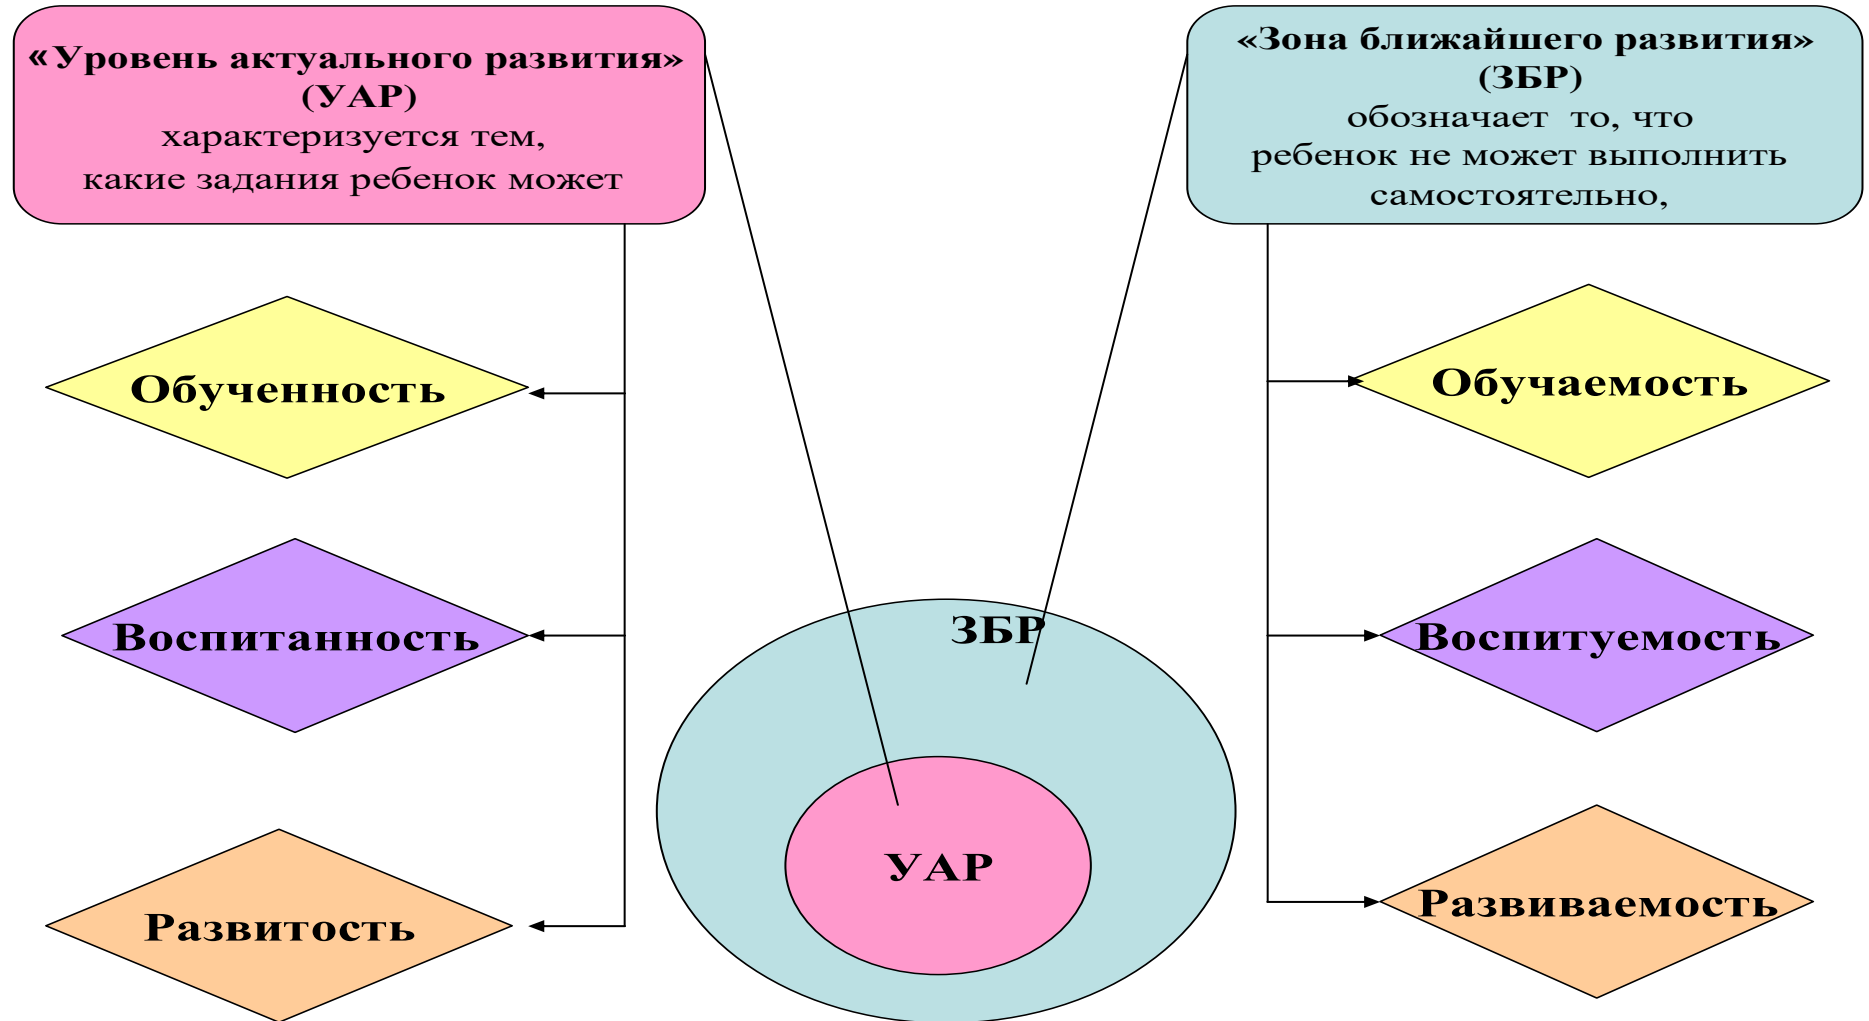 «Уровень актуального развития»
(УАР)
характеризуется тем,
какие задания ребенок может
«Зона ближайшего развития»
(ЗБР)
обозначает то, что
ребенок не может выполнить
самостоятельно,
Обученность
Обучаемость
Воспитанность
ЗБР
Воспитуемость
УАР
Развитость
Развиваемость